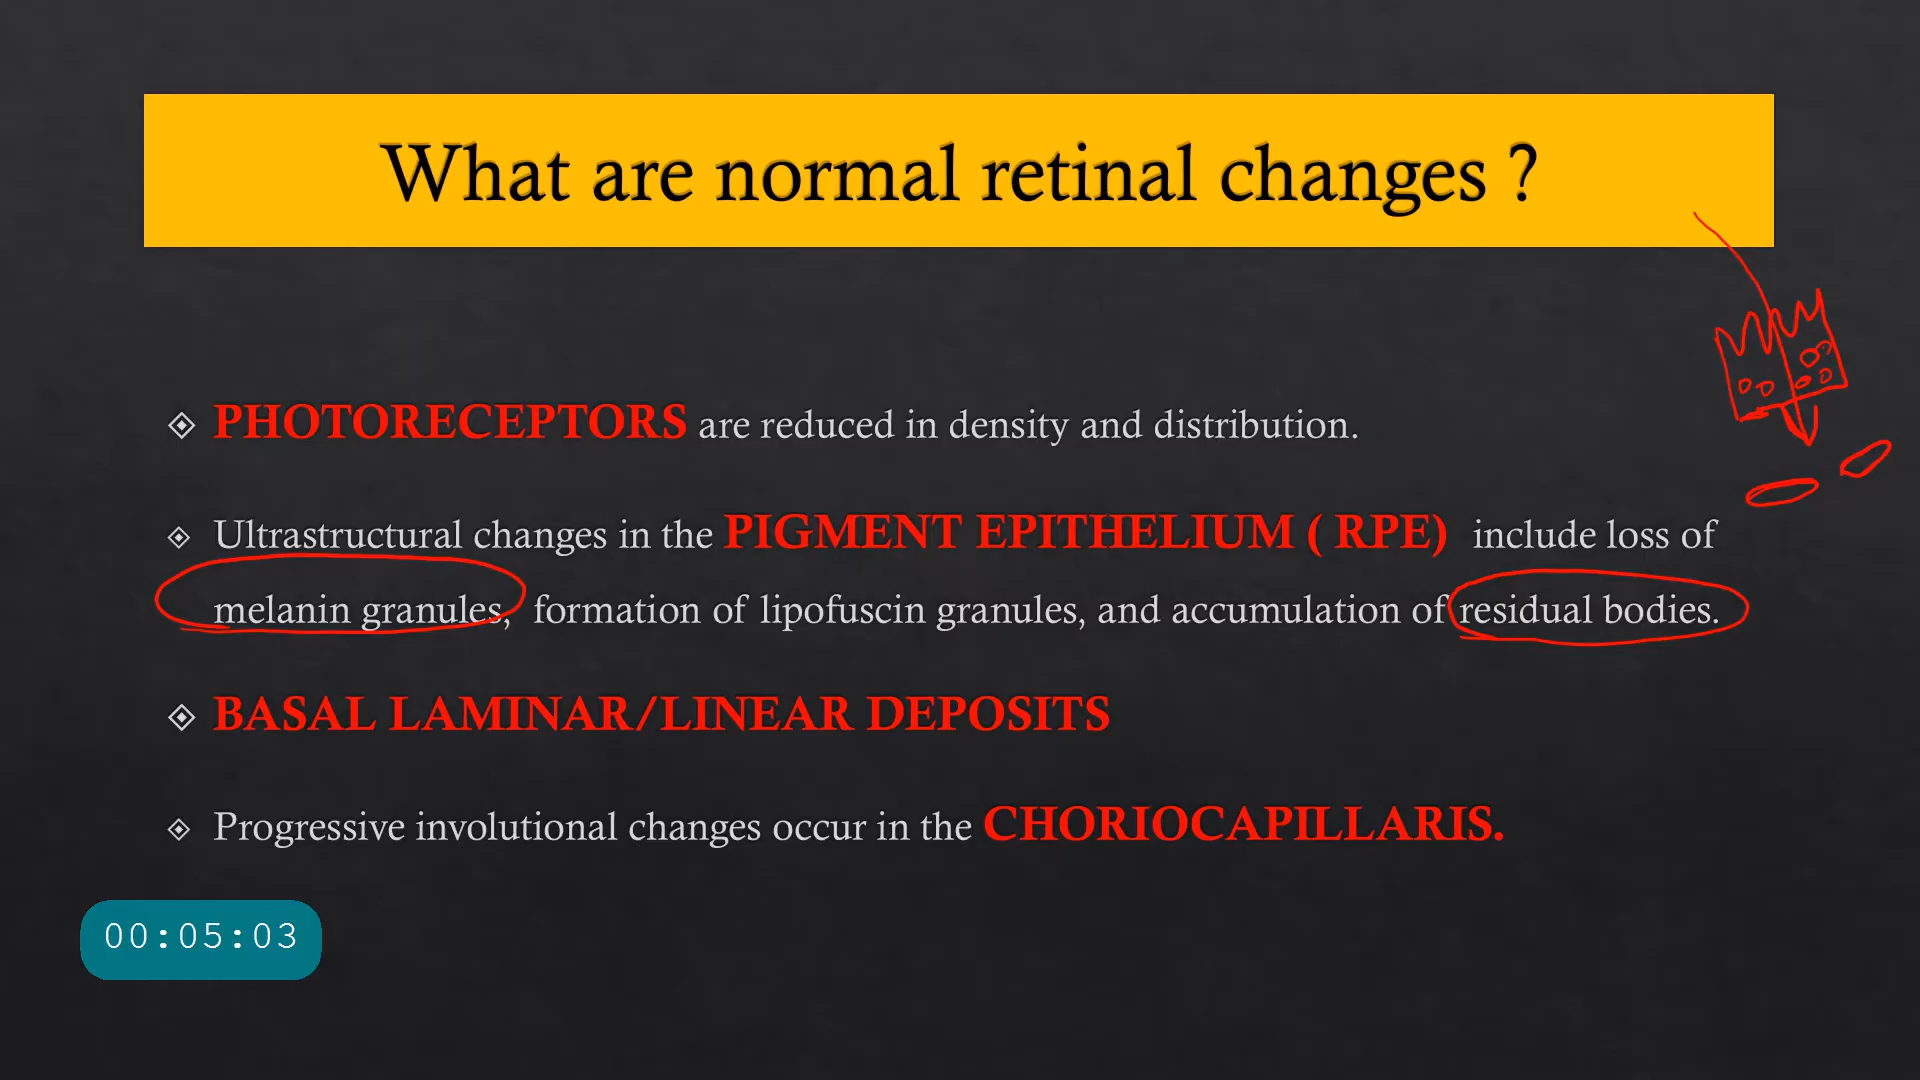 What are normal retinal changes ?
PHOTORECEPTORS are reduced in density and distribution.
Ultrastructural changes in the PIGMENT EPITHELIUM ( RPE) include loss of
melanin granules, formation of lipofuscin granules, and accumulation of residual bodies.
BASAL LAMINAR/LINEAR DEPOSITS
Progressive involutional changes occur in the CHORIOCAPILLARIS.
00:05:03